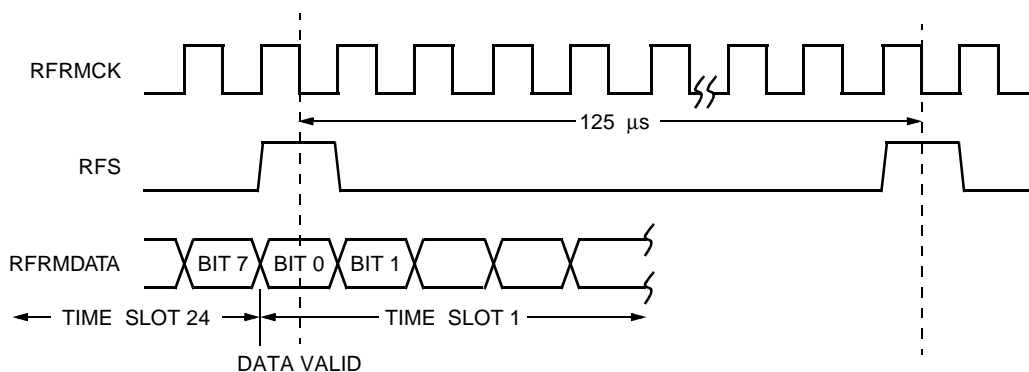 RFRMCK
125 μs
RFS
RFRMDATA
BIT 7
BIT 0
BIT 1
TIME SLOT 24
TIME SLOT 1
DATA VALID